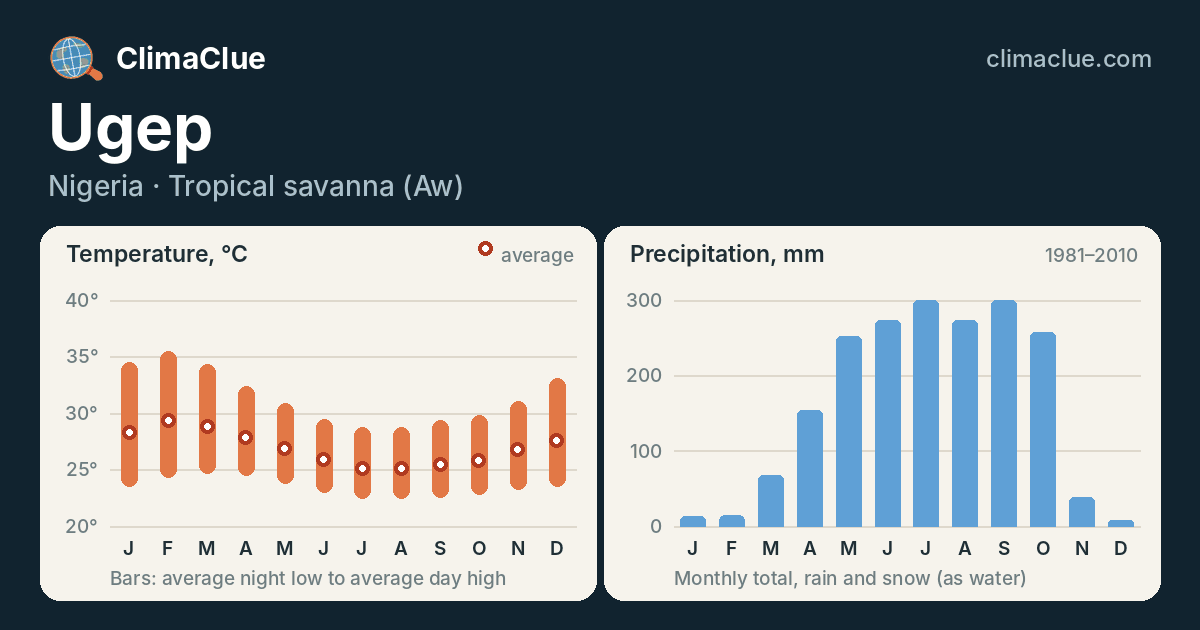 ClimaClue
climaclue.com
Ugep
Nigeria · Tropical savanna (Aw)
Temperature, °C
average
40°
35°
30°
25°
20°
J F M A M J J A S O N D
Bars: average night low to average day high
Precipitation, mm
1981–2010
300
200
100
0
J F M A M J J A S O N D
Monthly total, rain and snow (as water)